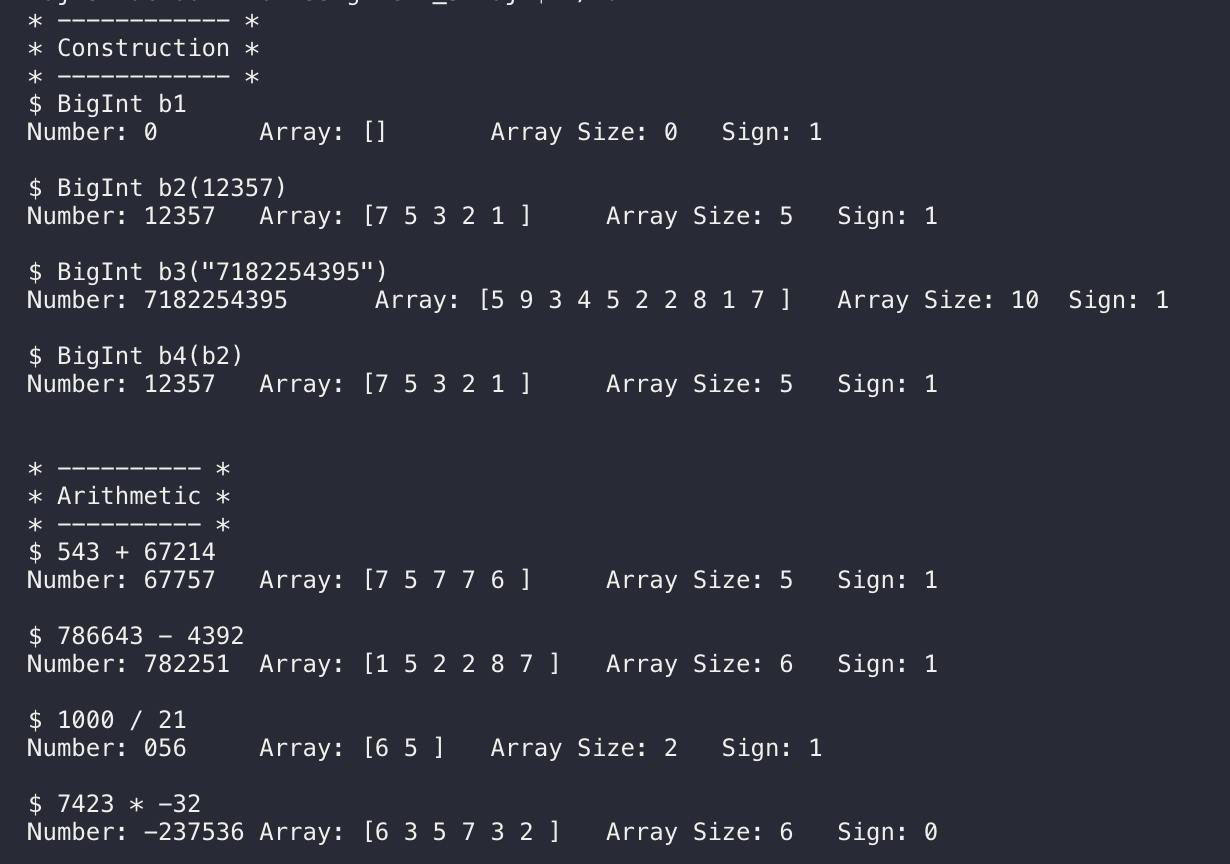 * ------------ *
* Construction *
* ------------ *
$ BigInt b1
Number: 0       Array: []       Array Size: 0   Sign: 1
$ BigInt b2(12357)
Number: 12357   Array: [7 5 3 2 1 ]     Array Size: 5   Sign: 1
$ BigInt b3("7182254395")
Number: 7182254395      Array: [5 9 3 4 5 2 2 8 1 7 ]   Array Size: 10  Sign: 1
$ BigInt b4(b2)
Number: 12357   Array: [7 5 3 2 1 ]     Array Size: 5   Sign: 1
* ---------- *
* Arithmetic *
* ---------- *
$ 543 + 67214
Number: 67757   Array: [7 5 7 7 6 ]     Array Size: 5   Sign: 1
$ 786643 - 4392
Number: 782251  Array: [1 5 2 2 8 7 ]   Array Size: 6   Sign: 1
$ 1000 / 21
Number: 056     Array: [6 5 ]   Array Size: 2   Sign: 1
$ 7423 * -32
Number: -237536 Array: [6 3 5 7 3 2 ]   Array Size: 6   Sign: 0